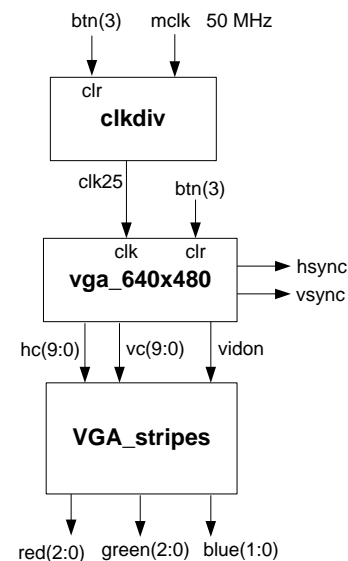 btn(3) mclk 50 MHz
clr
clkdiv
clk25
btn(3)
clk clr
vga_640x480
hsync
vsync
hc(9:0) vc(9:0) vidon
VGA_stripes
red(2:0) green(2:0) blue(1:0)